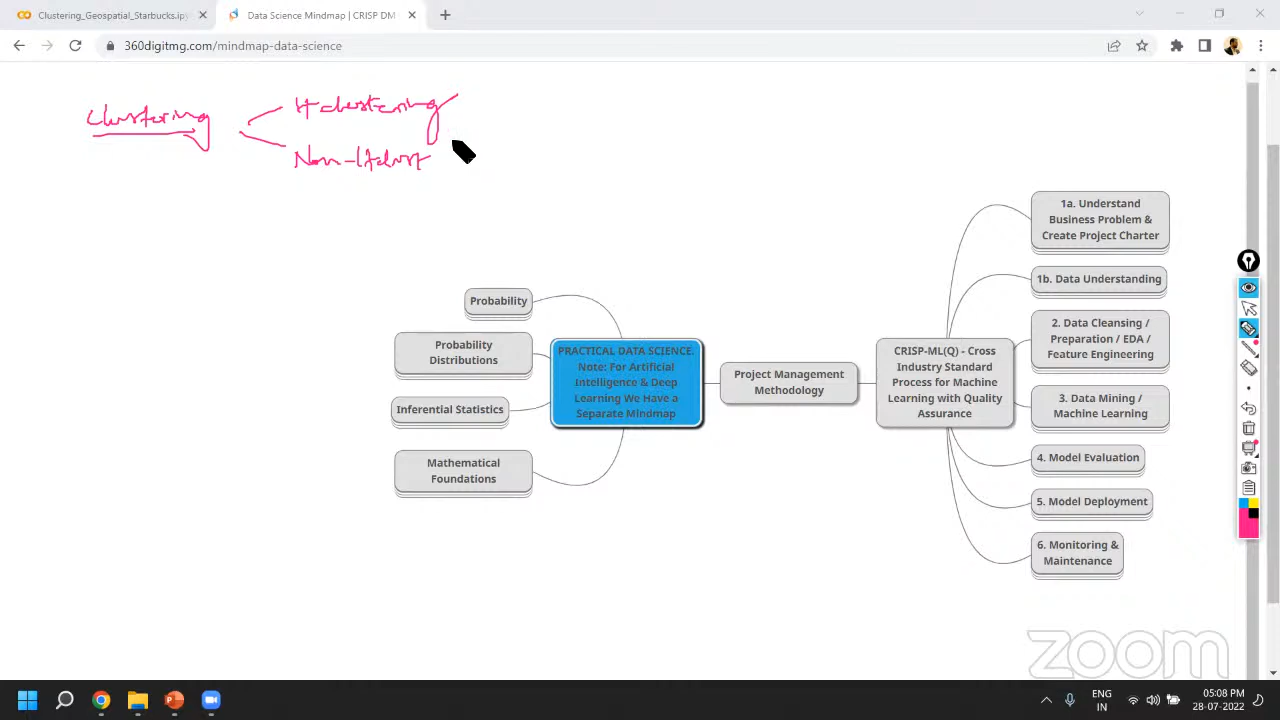 Clustering_Geospatial_Starbucks.ipy
Data Science Mindmap | CRISP DM
360digitmg.com/mindmap-data-science
Clustering
H-clustering
Non-H clust
Probability
Probability
Distributions
Inferential Statistics
Mathematical
Foundations
PRACTICAL DATA SCIENCE.
Note: For Artificial
Intelligence & Deep
Learning We Have a
Separate Mindmap
Project Management
Methodology
CRISP-ML(Q) - Cross
Industry Standard
Process for Machine
Learning with Quality
Assurance
1a. Understand
Business Problem &
Create Project Charter
1b. Data Understanding
2. Data Cleansing /
Preparation / EDA /
Feature Engineering
3. Data Mining /
Machine Learning
4. Model Evaluation
5. Model Deployment
6. Monitoring &
Maintenance
zoom
ENG
IN
05:08 PM
28-07-2022